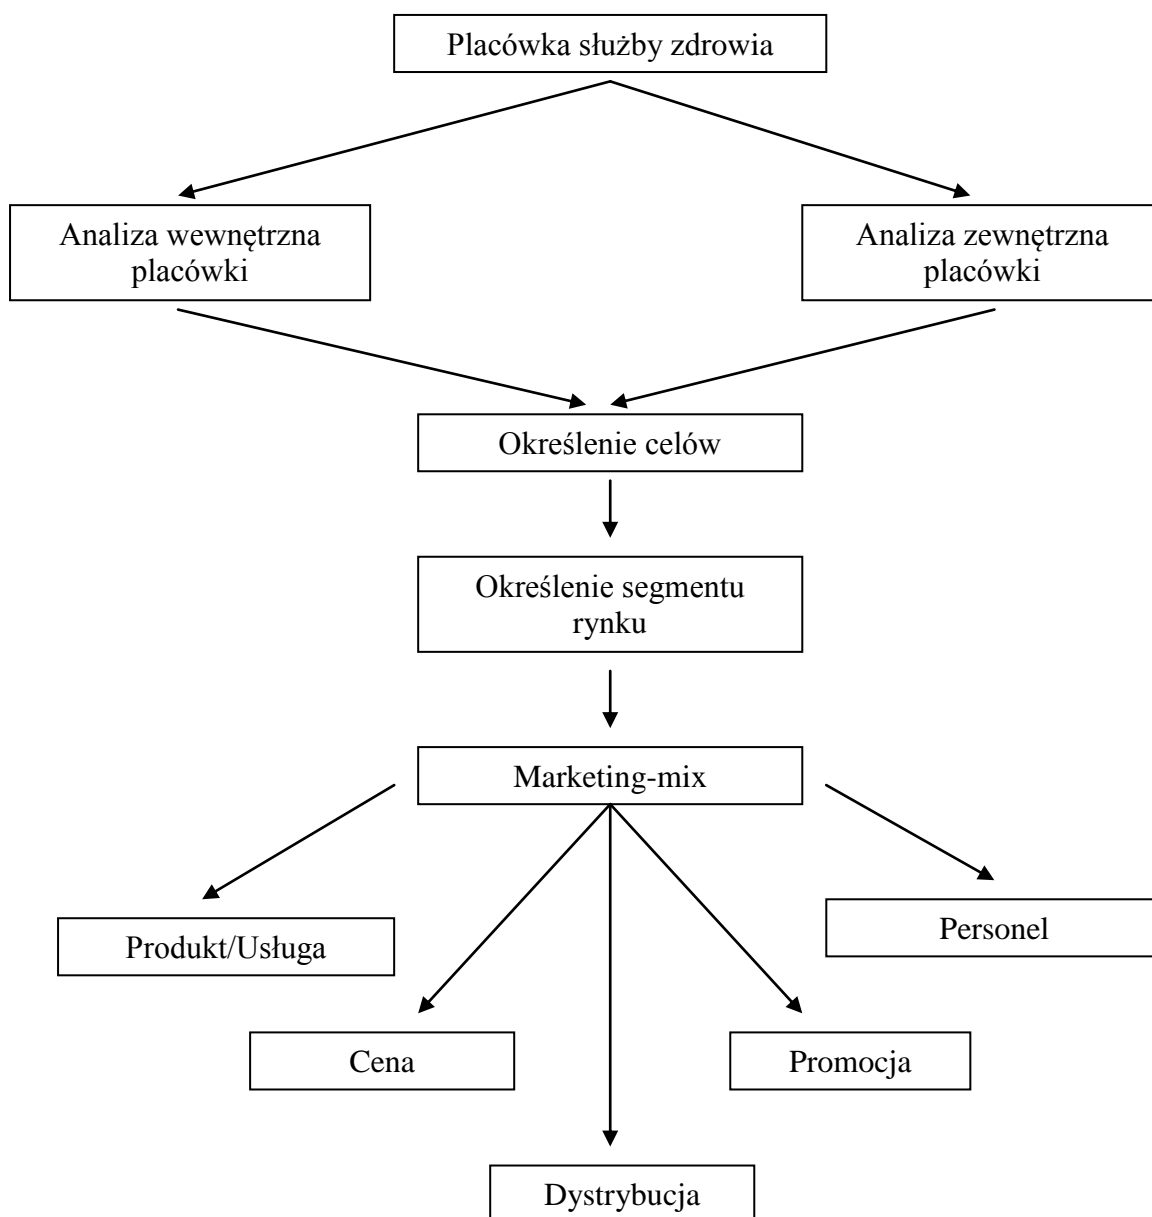 Placówka służby zdrowia
Analiza wewnętrzna
placówki
Analiza zewnętrzna
placówki
Określenie celów
Określenie segmentu
rynku
Marketing-mix
Produkt/Usługa
Personel
Cena
Promocja
Dystrybucja